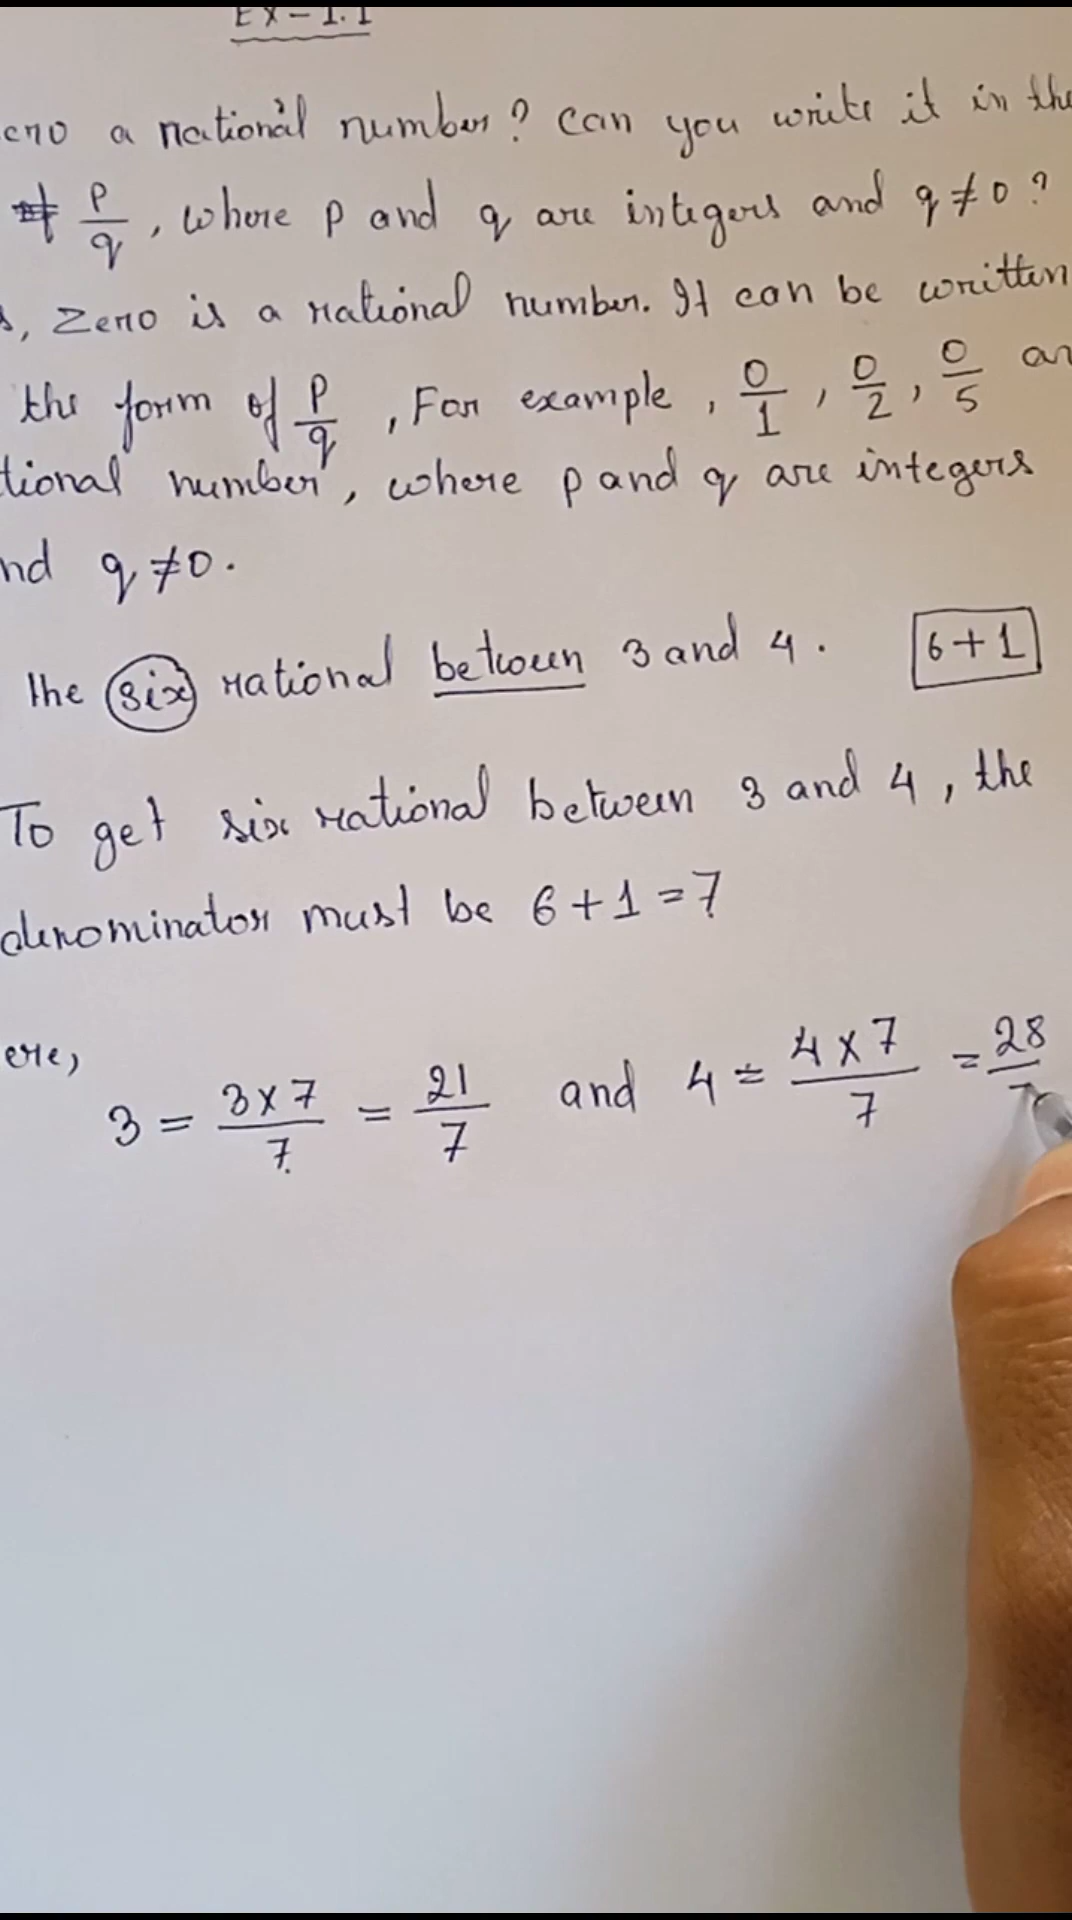 Ex-1.1
a rational number? Can you write it in the
p/q, where p and q are integers and q≠0?
, Zero is a rational number. It can be written
the form of p/q, For example, 0/1, 0/2, 0/5
tional number, where p and q are integers
nd q≠0.
the six rational between 3 and 4. 6+1
To get six rational between 3 and 4, the
denominator must be 6+1=7
ere,
3 = 3×7/7 = 21/7 and 4 = 4×7/7 = 28/